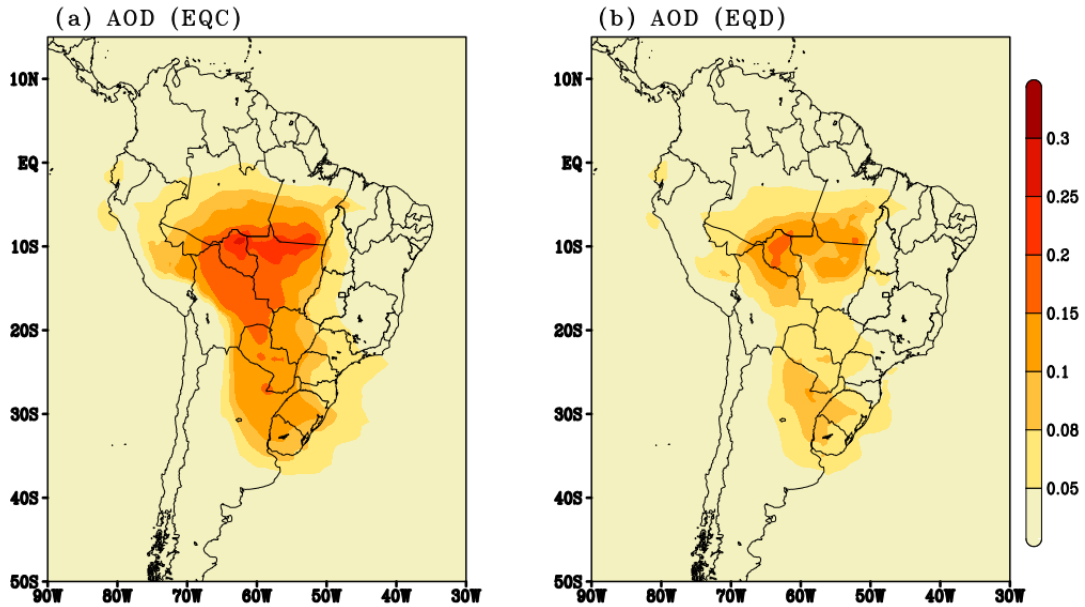 (a) AOD (EQC)
(b) AOD (EQD)
10N
EQ
10S
20S
30S
40S
50S
90W 80W 70W 60W 50W 40W 30W
10N
EQ
10S
20S
30S
40S
50S
90W 80W 70W 60W 50W 40W 30W
0.3
0.25
0.2
0.15
0.1
0.08
0.05